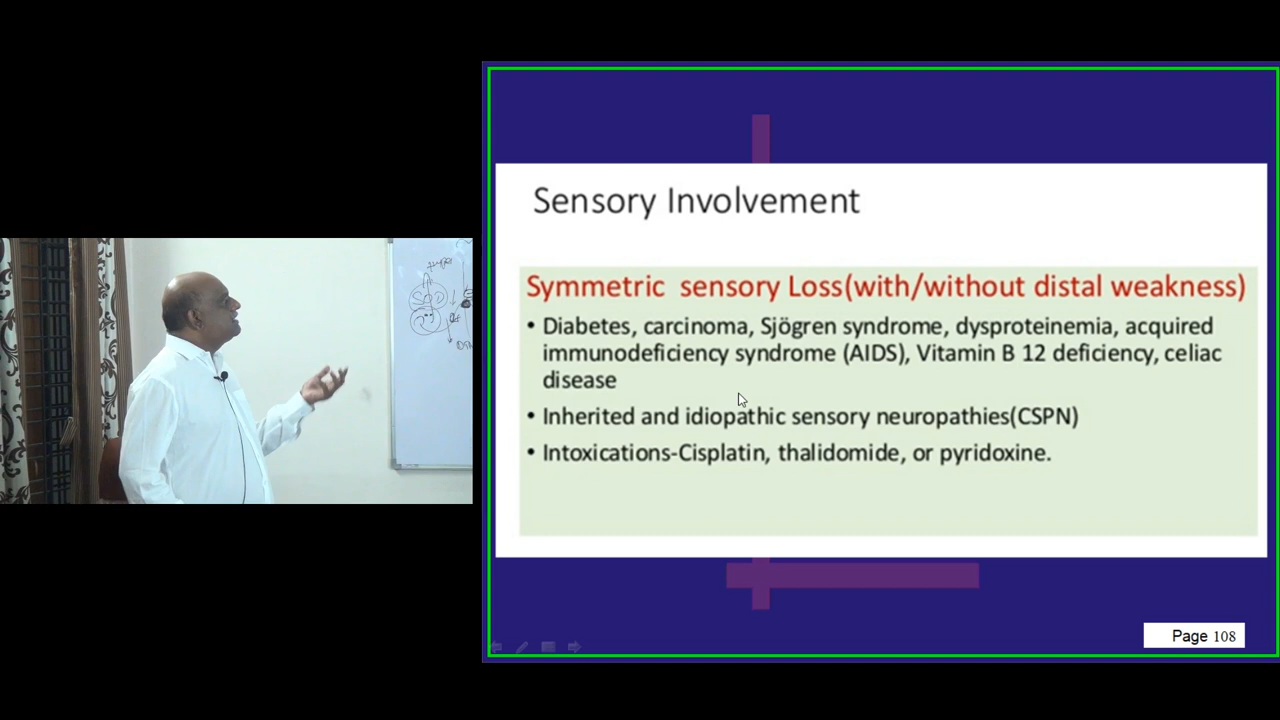 Sensory Involvement
Symmetric sensory Loss(with/without distal weakness)
• Diabetes, carcinoma, Sjögren syndrome, dysproteinemia, acquired
immunodeficiency syndrome (AIDS), Vitamin B 12 deficiency, celiac
disease
• Inherited and idiopathic sensory neuropathies(CSPN)
• Intoxications-Cisplatin, thalidomide, or pyridoxine.
Page 108